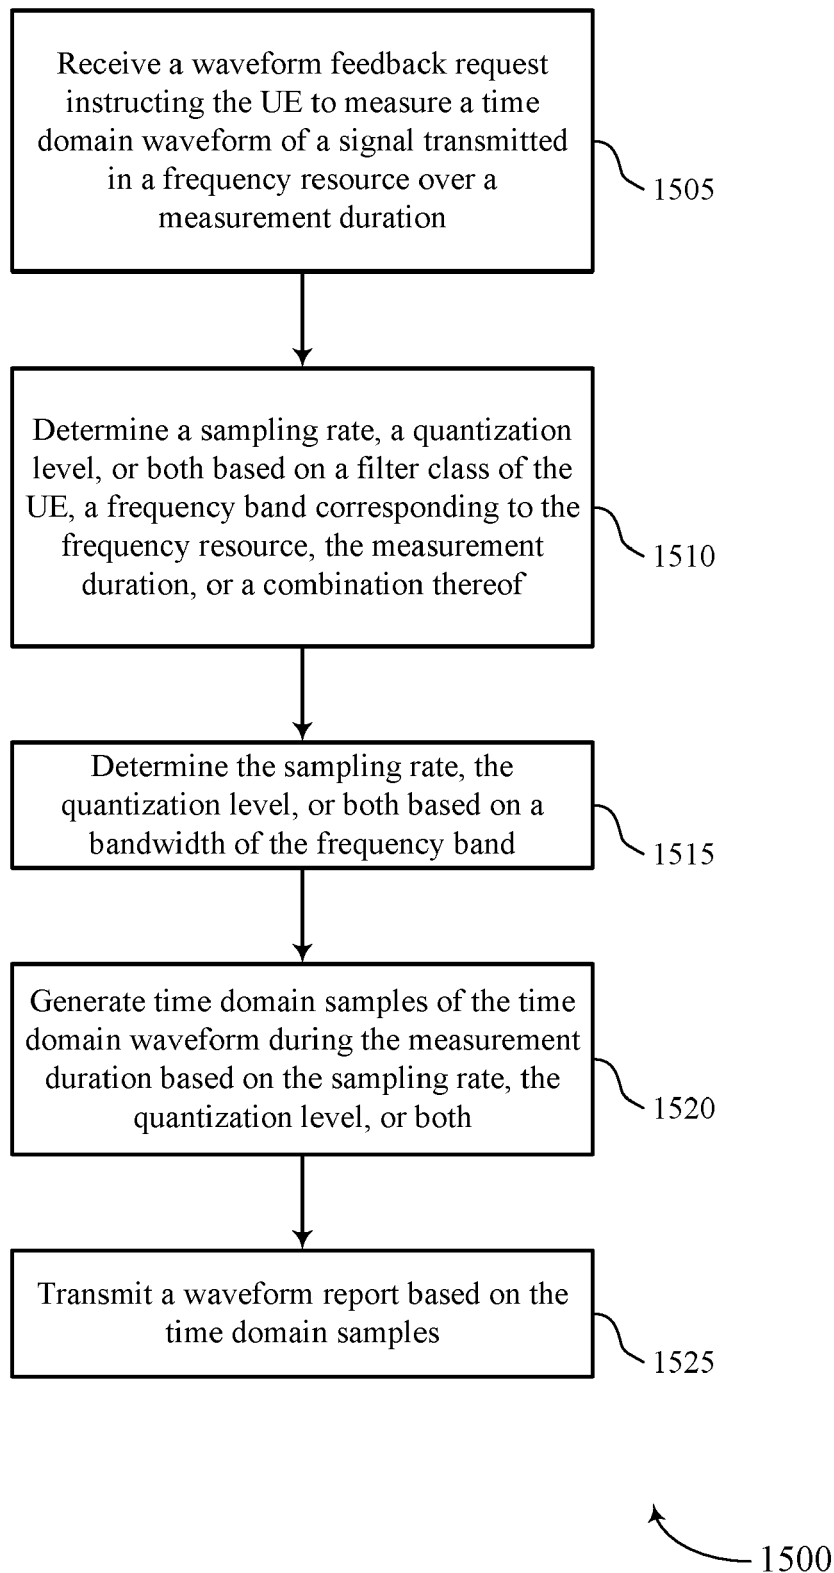 Receive a waveform feedback request
instructing the UE to measure a time
domain waveform of a signal transmitted
in a frequency resource over a
measurement duration
1505
Determine a sampling rate, a quantization
level, or both based on a filter class of the
UE, a frequency band corresponding to the
frequency resource, the measurement
duration, or a combination thereof
1510
Determine the sampling rate, the
quantization level, or both based on a
bandwidth of the frequency band
1515
Generate time domain samples of the time
domain waveform during the measurement
duration based on the sampling rate, the
quantization level, or both
1520
Transmit a waveform report based on the
time domain samples
1525
1500